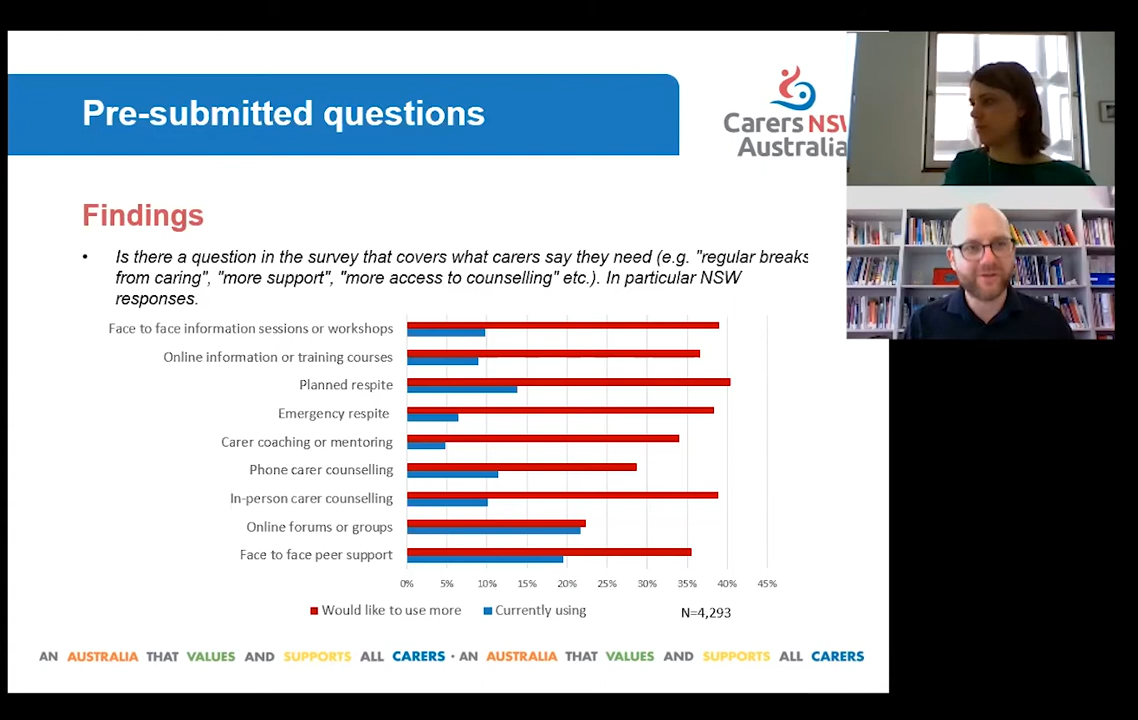 Pre-submitted questions
Carers NSW
Australia
Findings
• Is there a question in the survey that covers what carers say they need (e.g. "regular breaks
from caring", "more support", "more access to counselling" etc.). In particular NSW
responses.
Face to face information sessions or workshops
Online information or training courses
Planned respite
Emergency respite
Carer coaching or mentoring
Phone carer counselling
In-person carer counselling
Online forums or groups
Face to face peer support
0% 5% 10% 15% 20% 25% 30% 35% 40% 45%
Would like to use more Currently using N=4,293
AN AUSTRALIA THAT VALUES AND SUPPORTS ALL CARERS · AN AUSTRALIA THAT VALUES AND SUPPORTS ALL CARERS